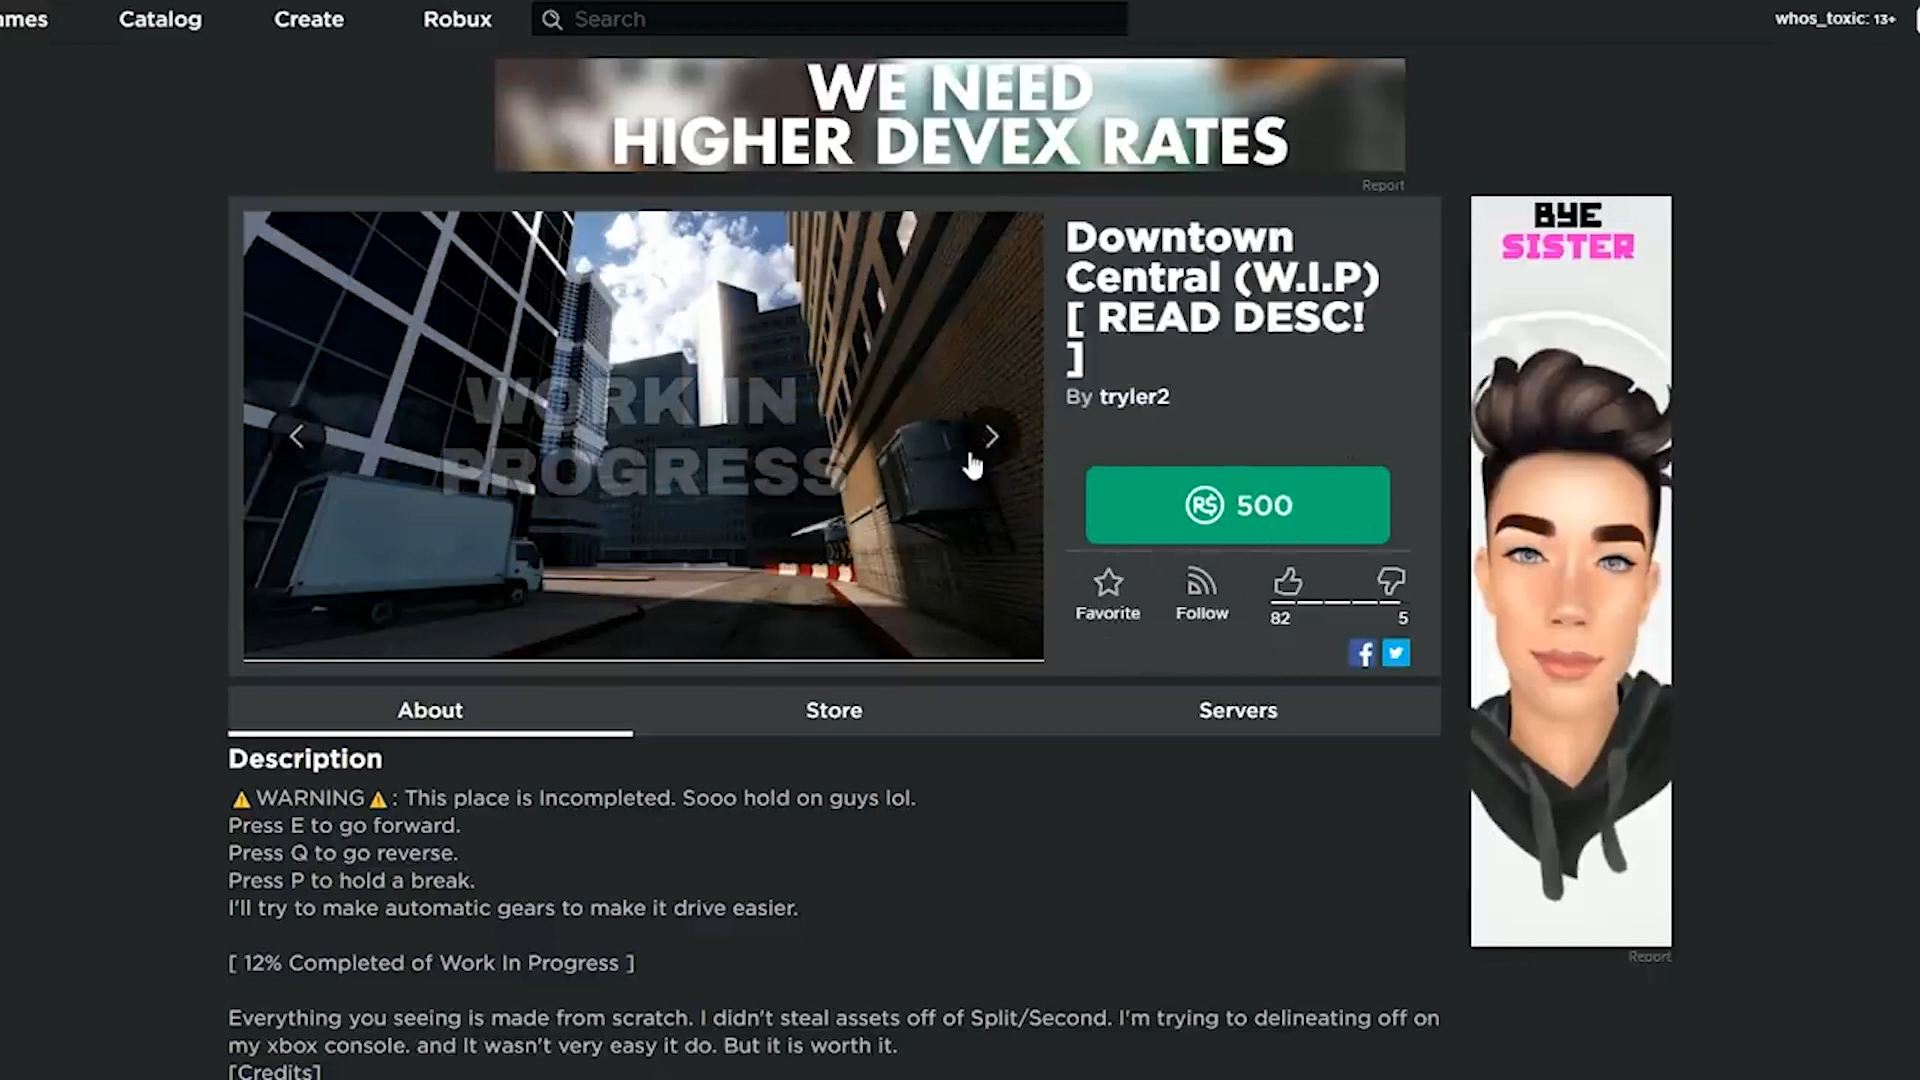 ames Catalog Create Robux Search whos_toxic: 13+
WE NEED
HIGHER DEVEX RATES
Report
BYE
SISTER
Downtown
Central (W.I.P)
[ READ DESC!
]
By tryler2
WORK IN
PROGRESS
R$ 500
Favorite Follow 82 5
About Store Servers
Description
⚠WARNING⚠: This place is Incompleted. Sooo hold on guys lol.
Press E to go forward.
Press Q to go reverse.
Press P to hold a break.
I'll try to make automatic gears to make it drive easier.
Report
[ 12% Completed of Work In Progress ]
Everything you seeing is made from scratch. I didn't steal assets off of Split/Second. I'm trying to delineating off on
my xbox console. and It wasn't very easy it do. But it is worth it.
[Credits]